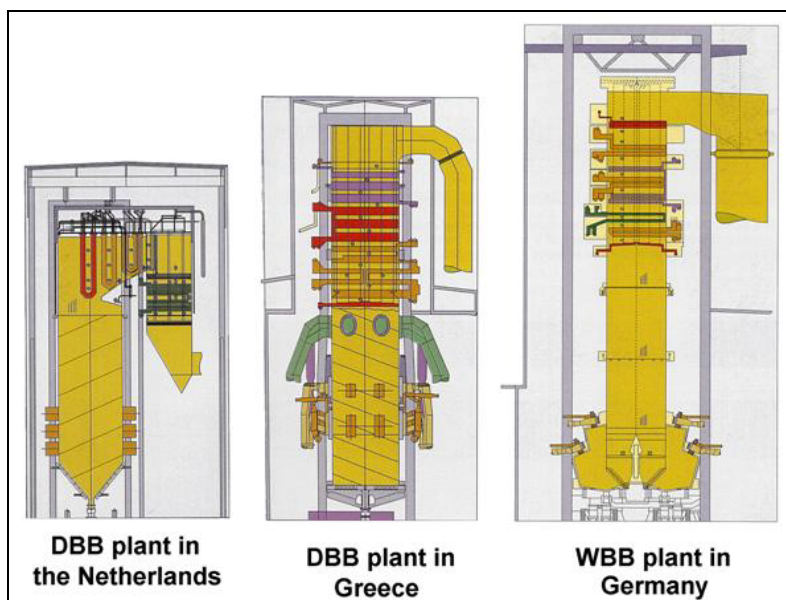 DBB plant in
the Netherlands
DBB plant in
Greece
WBB plant in
Germany